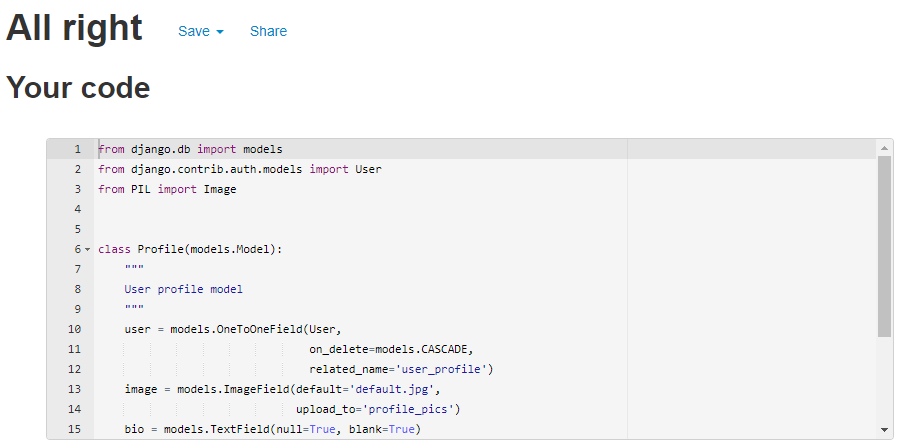 All right Save Share
Your code
1 from django.db import models
2 from django.contrib.auth.models import User
3 from PIL import Image
4
5
6 class Profile(models.Model):
7 """
8 User profile model
9 """
10 user = models.OneToOneField(User,
11 on_delete=models.CASCADE,
12 related_name='user_profile')
13 image = models.ImageField(default='default.jpg',
14 upload_to='profile_pics')
15 bio = models.TextField(null=True, blank=True)